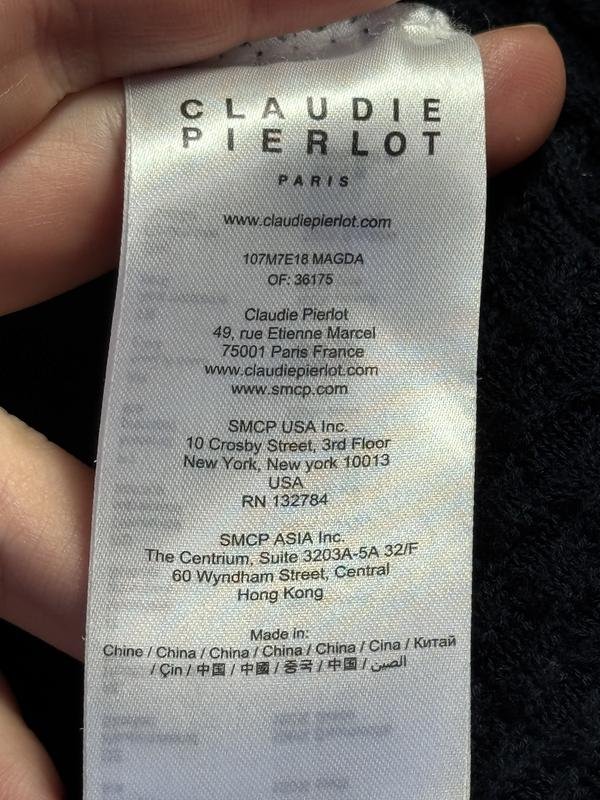 CLAUDIE
PIERLOT
PARIS
www.claudiepierlot.com
107M7E18 MAGDA
OF: 36175
Claudie Pierlot
49, rue Etienne Marcel
75001 Paris France
www.claudiepierlot.com
www.smcp.com
SMCP USA Inc.
10 Crosby Street, 3rd Floor
New York, New york 10013
USA
RN 132784
SMCP ASIA Inc.
The Centrium, Suite 3203A-5A 32/F
60 Wyndham Street, Central
Hong Kong
Made in:
Chine / China / China / China / China / Cina / Китай
/ Çin / 中国 / 中國 / 중국 / 中国 / الصين